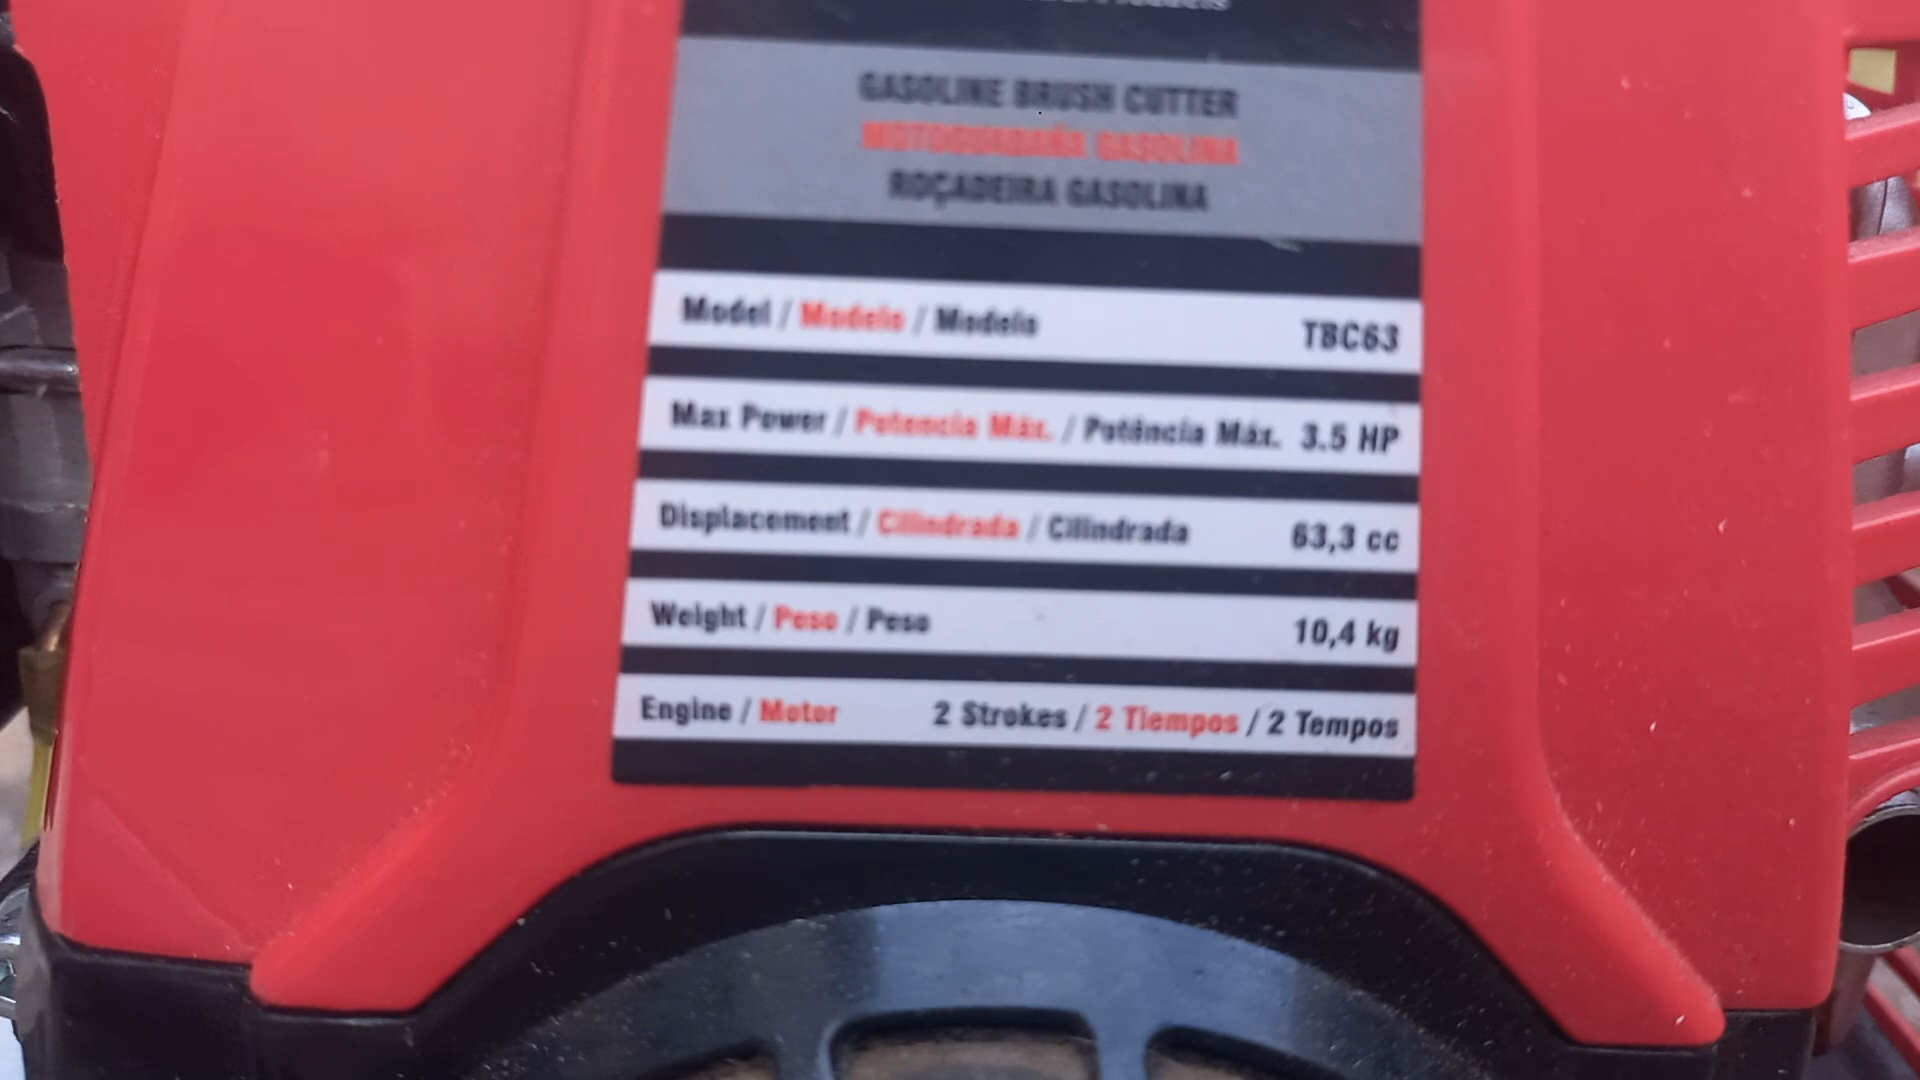 Products
GASOLINE BRUSH CUTTER
MOTOGUADAÑA GASOLINA
ROÇADEIRA GASOLINA
Model / Modelo / Modelo TBC63
Max Power / Potencia Máx. / Potência Máx. 3.5 HP
Displacement / Cilindrada / Cilindrada 63,3 cc
Weight / Peso / Peso 10,4 kg
Engine / Motor 2 Strokes / 2 Tiempos / 2 Tempos